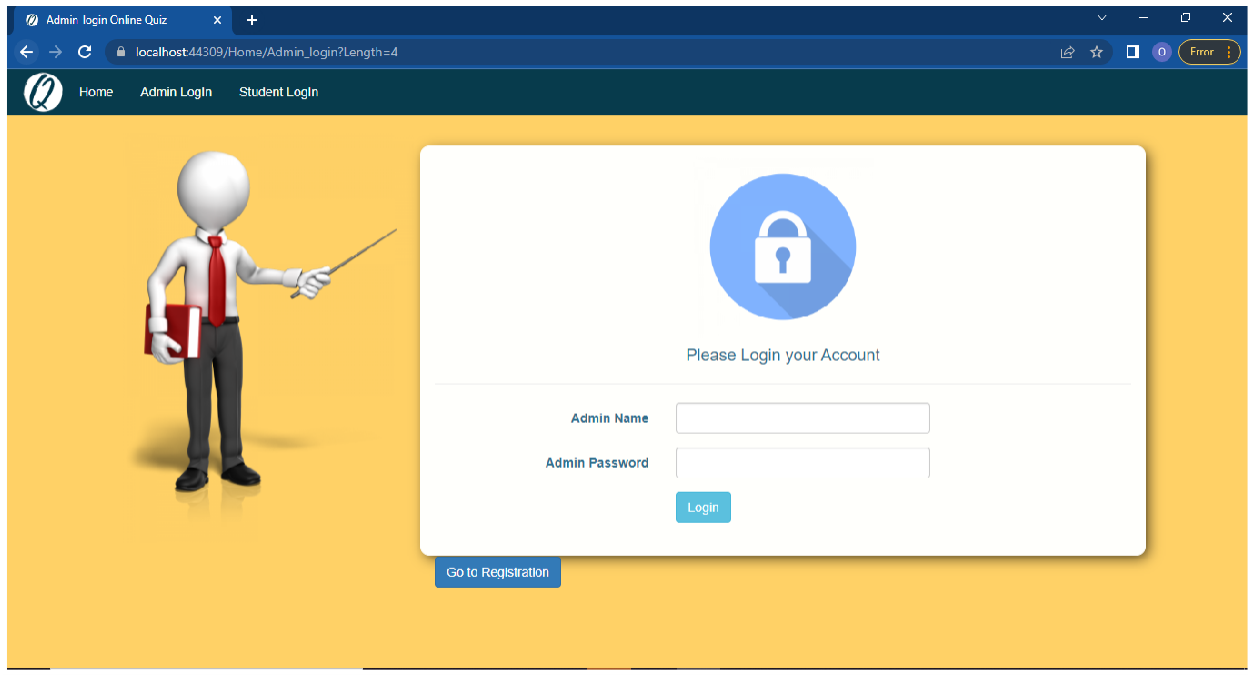 Admin login Online Quiz
localhost:44309/Home/Admin_login?Length=4
O
Error
Q
Home Admin Login Student Login
Please Login your Account
Admin Name
Admin Password
Login
Go to Registration